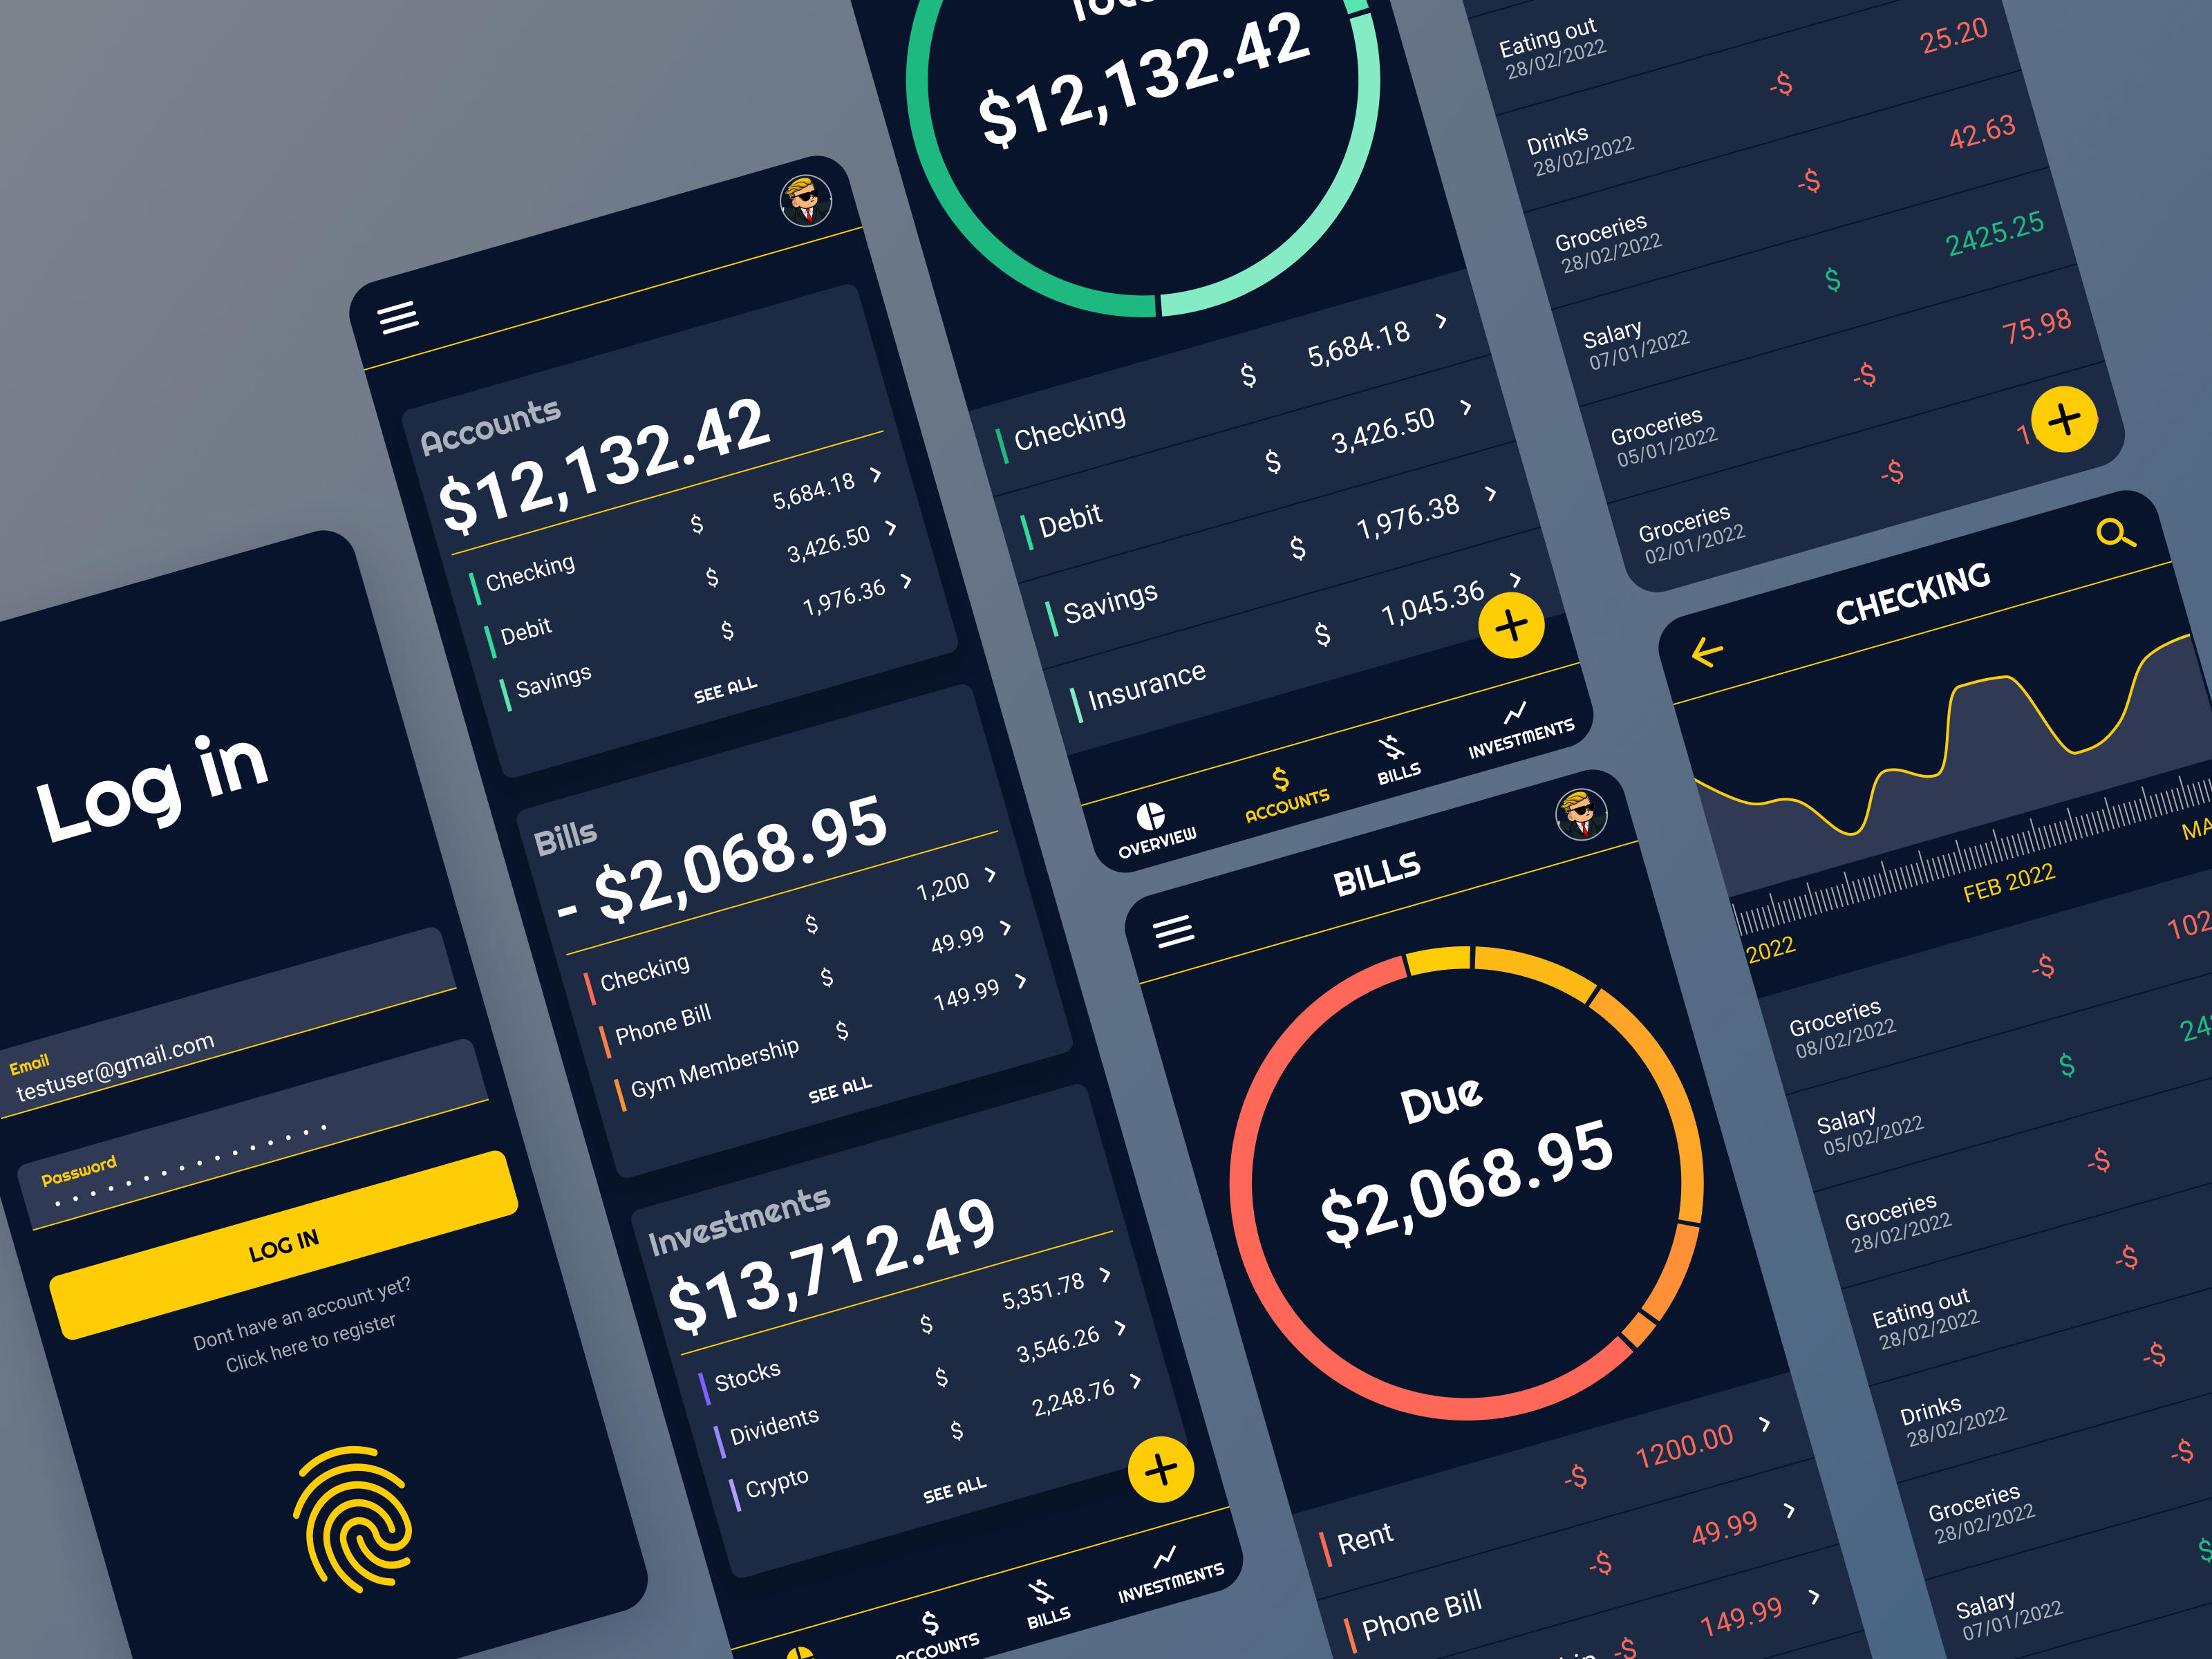 Log in
Email
testuser@gmail.com
Password
LOG IN
Dont have an account yet?
Click here to register
Accounts
$12,132.42
Checking $ 5,684.18
Debit $ 3,426.50
Savings $ 1,976.36
SEE ALL
Bills
- $2,068.95
Checking $ 1,200
Phone Bill $ 49.99
Gym Membership $ 149.99
SEE ALL
Investments
$13,712.49
Stocks $ 5,351.78
Dividents $ 3,546.26
Crypto $ 2,248.76
SEE ALL
ACCOUNTS
BILLS
INVESTMENTS
$12,132.42
Checking $ 5,684.18
Debit $ 3,426.50
Savings $ 1,976.38
Insurance $ 1,045.36
OVERVIEW
ACCOUNTS
BILLS
INVESTMENTS
BILLS
Due
$2,068.95
Rent -$ 1200.00
Phone Bill -$ 49.99
-$ 149.99
Eating out
28/02/2022
-$ 25.20
Drinks
28/02/2022
-$ 42.63
Groceries
28/02/2022
$ 2425.25
Salary
07/01/2022
-$ 75.98
Groceries
05/01/2022
-$
Groceries
02/01/2022
CHECKING
2022
FEB 2022
MA
-$ 102
Groceries
08/02/2022
$ 24
Salary
05/02/2022
-$
Groceries
28/02/2022
-$
Eating out
28/02/2022
-$
Drinks
28/02/2022
-$
Groceries
28/02/2022
$
Salary
07/01/2022